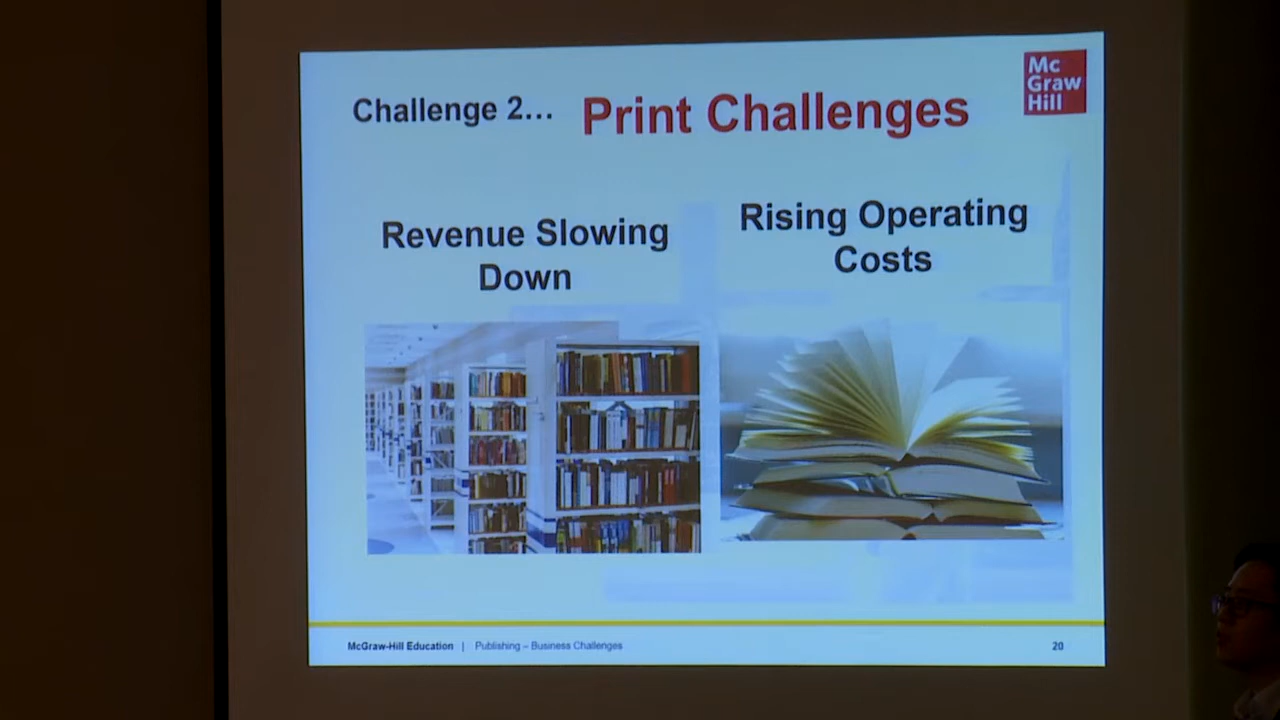 Challenge 2... Print Challenges
Mc
Graw
Hill
Revenue Slowing
Down
Rising Operating
Costs
McGraw-Hill Education | Publishing – Business Challenges 20